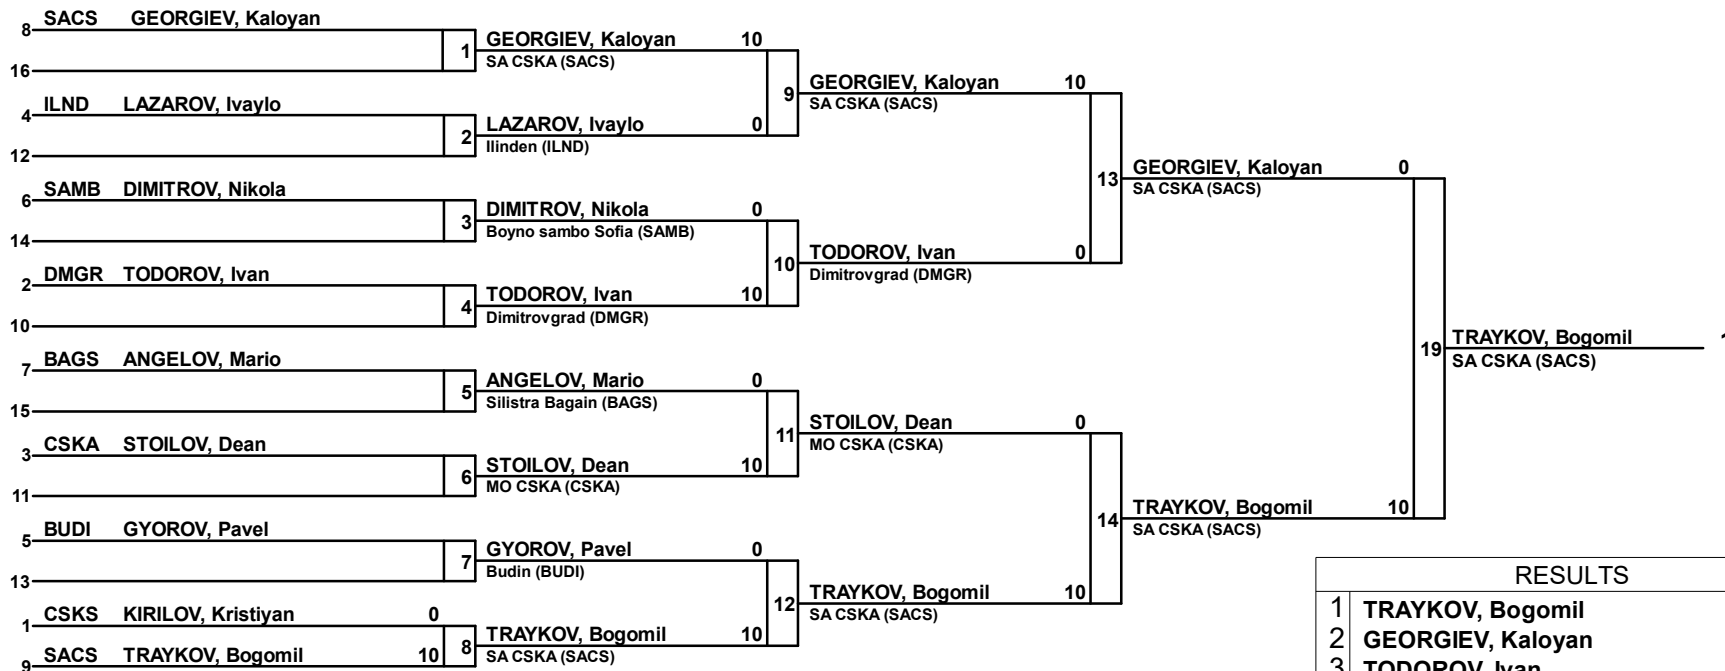 8 SACS GEORGIEV, Kaloyan
1 GEORGIEV, Kaloyan 10
SA CSKA (SACS)
16
9 GEORGIEV, Kaloyan 10
SA CSKA (SACS)
4 ILND LAZAROV, Ivaylo
2 LAZAROV, Ivaylo 0
Ilinden (ILND)
12
13 GEORGIEV, Kaloyan 0
SA CSKA (SACS)
6 SAMB DIMITROV, Nikola
3 DIMITROV, Nikola 0
Boyno sambo Sofia (SAMB)
14
10 TODOROV, Ivan 0
Dimitrovgrad (DMGR)
2 DMGR TODOROV, Ivan
4 TODOROV, Ivan 10
Dimitrovgrad (DMGR)
10
19 TRAYKOV, Bogomil
SA CSKA (SACS)
7 BAGS ANGELOV, Mario
5 ANGELOV, Mario 0
Silistra Bagain (BAGS)
15
11 STOILOV, Dean 0
MO CSKA (CSKA)
3 CSKA STOILOV, Dean
6 STOILOV, Dean 10
MO CSKA (CSKA)
11
14 TRAYKOV, Bogomil 10
SA CSKA (SACS)
5 BUDI GYOROV, Pavel
7 GYOROV, Pavel 0
Budin (BUDI)
13
12 TRAYKOV, Bogomil 10
SA CSKA (SACS)
1 CSKS KIRILOV, Kristiyan 0
8 TRAYKOV, Bogomil 10
SA CSKA (SACS)
9 SACS TRAYKOV, Bogomil 10
RESULTS
1 TRAYKOV, Bogomil
2 GEORGIEV, Kaloyan
3 TODOROV, Ivan